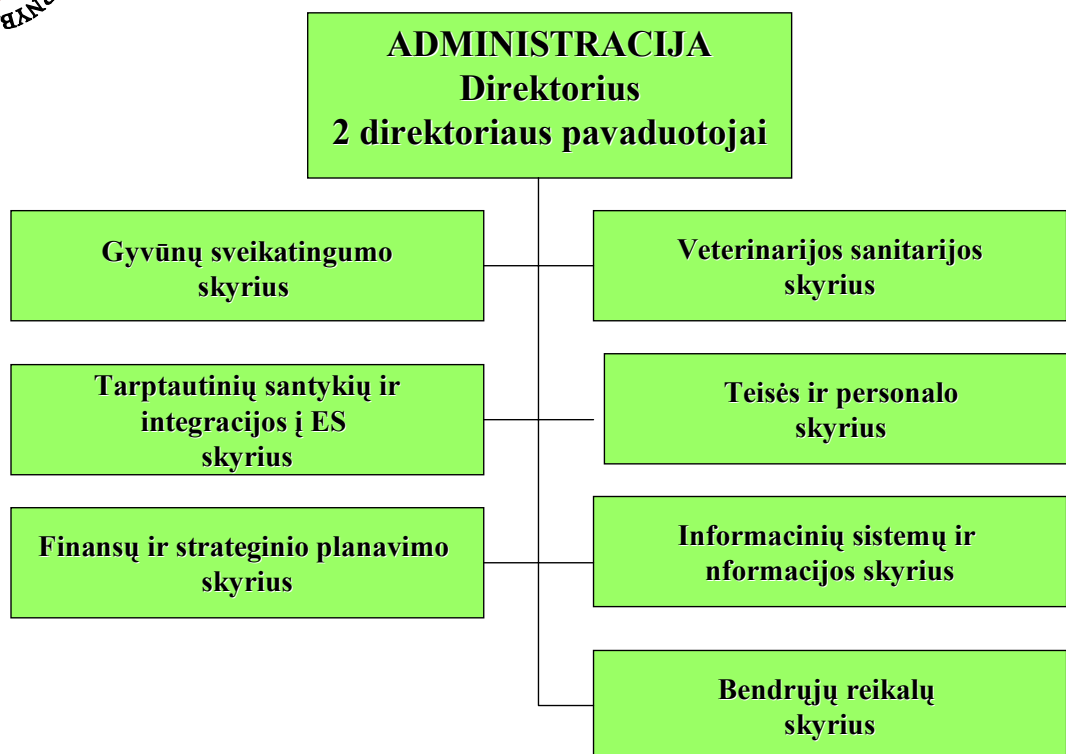 ADMINISTRACIJA
Direktorius
2 direktoriaus pavaduotojai
Gyvūnų sveikatingumo
skyrius
Veterinarijos sanitarijos
skyrius
Tarptautinių santykių ir
integracijos į ES
skyrius
Teisės ir personalo
skyrius
Finansų ir strateginio planavimo
skyrius
Informacinių sistemų ir
nformacijos skyrius
Bendrųjų reikalų
skyrius